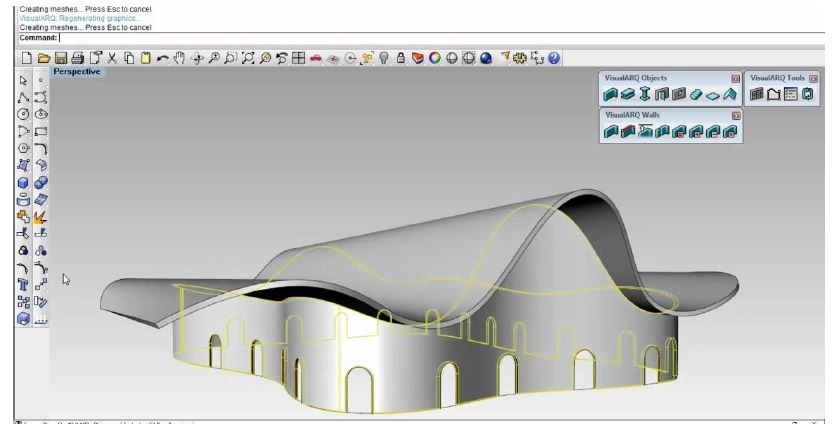 Creating meshes... Press Esc to cancel
VisualARQ: Regenerating graphics...
Creating meshes... Press Esc to cancel
Command:
Perspective
VisualARQ Objects
VisualARQ Tools
VisualARQ Walls